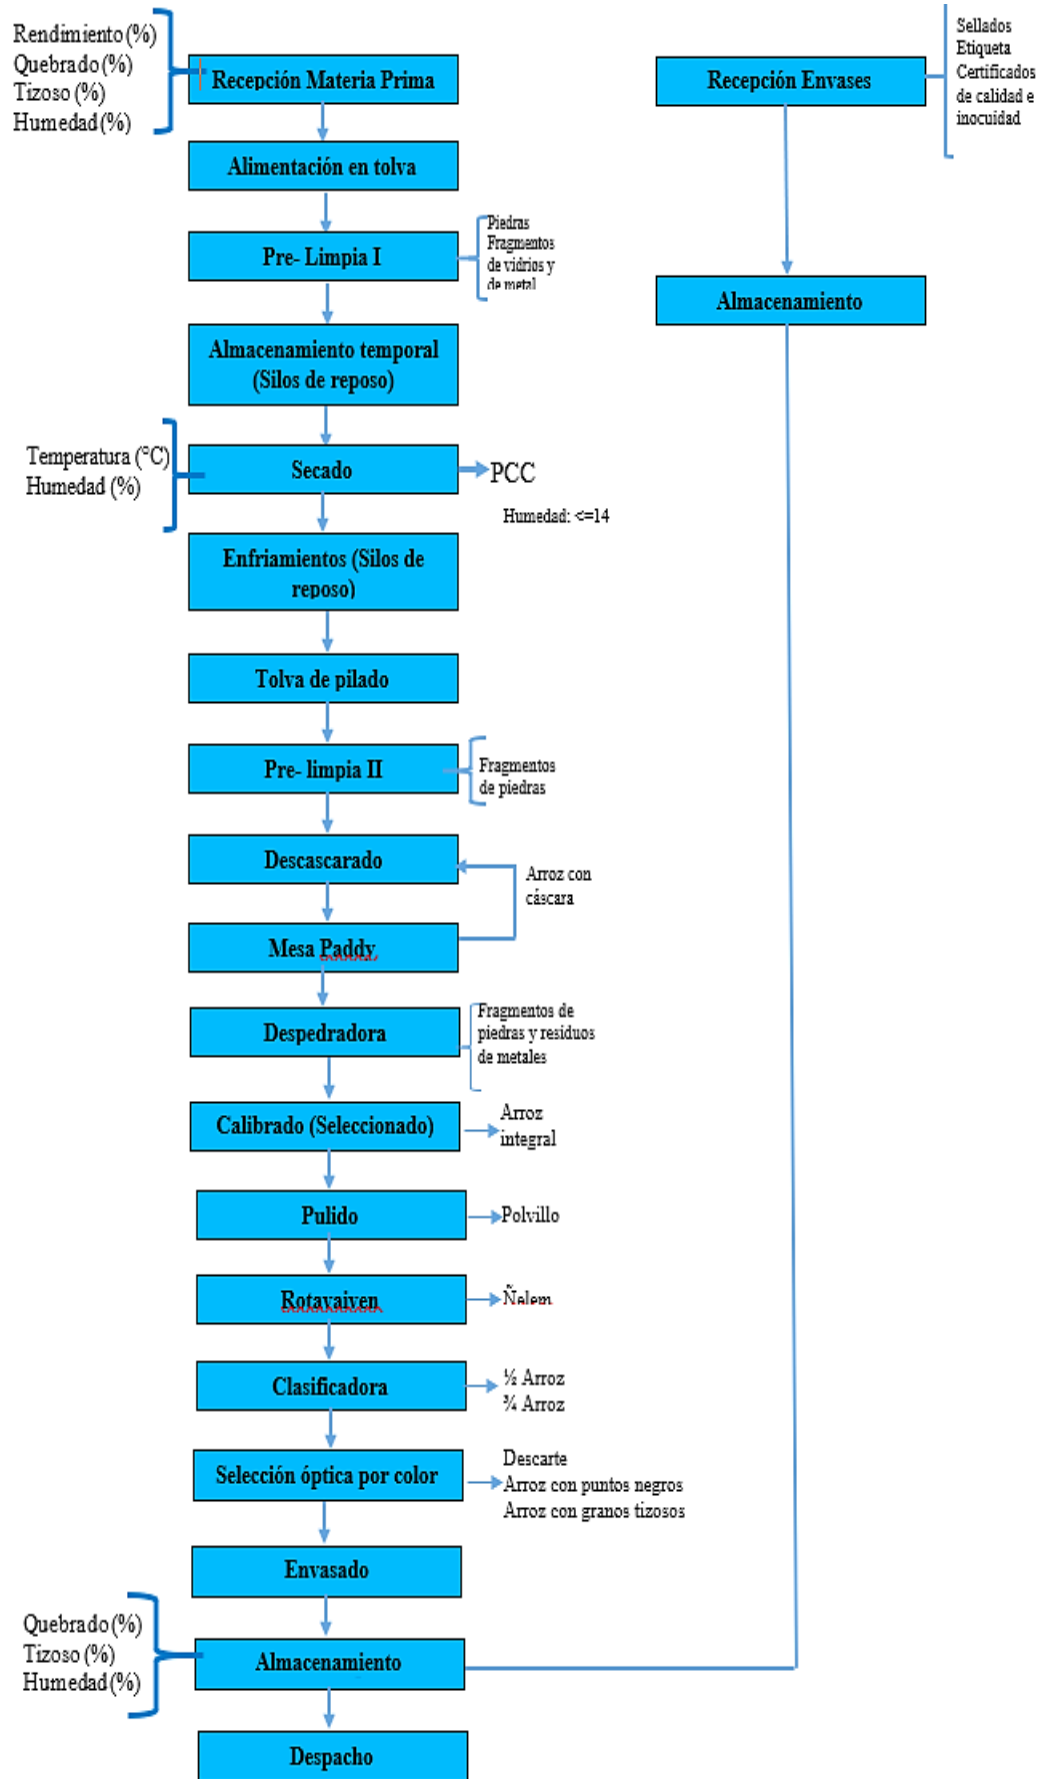 Rendimiento (%)
Quebrado (%)
Tizoso (%)
Humedad (%)
Recepción Materia Prima
Recepción Envases
Sellados
Etiqueta
Certificados
de calidad e
inocuidad
Alimentación en tolva
Pre- Limpia I
Piedras
Fragmentos
de vidrios y
de metal
Almacenamiento
Almacenamiento temporal
(Silos de reposo)
Temperatura (°C)
Humedad (%)
Secado
PCC
Humedad: <=14
Enfriamientos (Silos de
reposo)
Tolva de pilado
Pre- limpia II
Fragmentos
de piedras
Descascarado
Arroz con
cáscara
Mesa Paddy
Despedradora
Fragmentos de
piedras y residuos
de metales
Calibrado (Seleccionado)
Arroz
integral
Pulido
Polvillo
Rotavaiven
Ñelem
Clasificadora
½ Arroz
¾ Arroz
Selección óptica por color
Descarte
Arroz con puntos negros
Arroz con granos tizosos
Envasado
Quebrado (%)
Tizoso (%)
Humedad (%)
Almacenamiento
Despacho